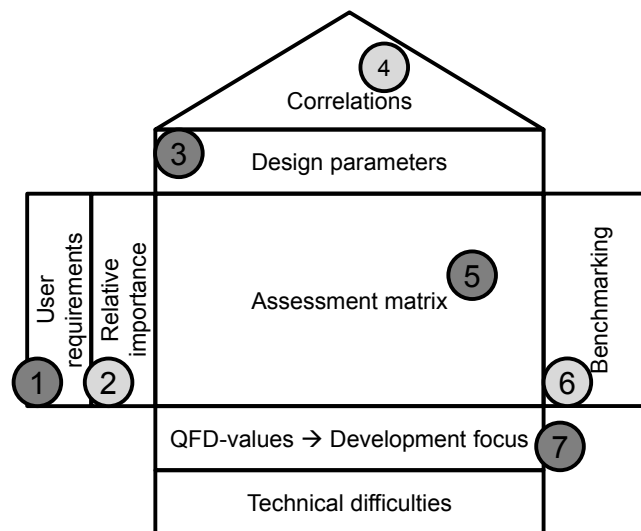 4
Correlations
3
Design parameters
User
requirements
Relative
importance
5
Assessment matrix
Benchmarking
1
2
6
QFD-values → Development focus
7
Technical difficulties